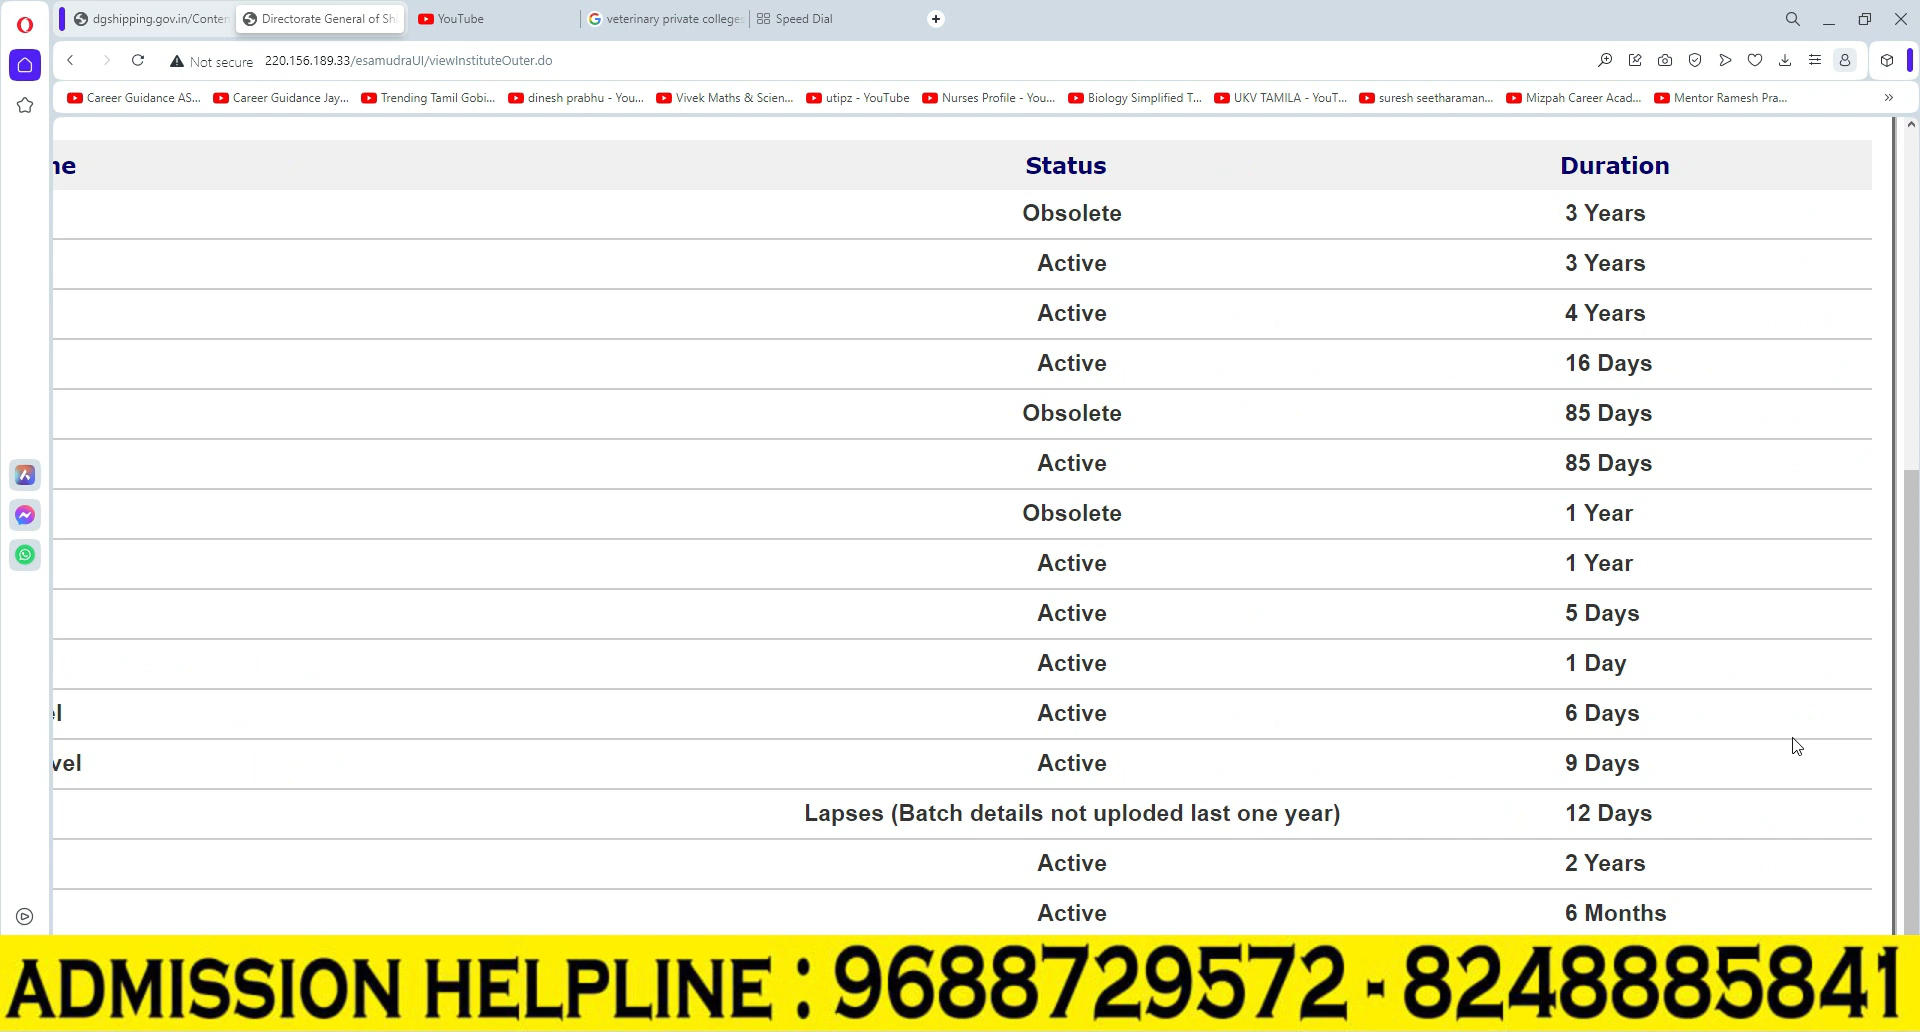 dgshipping.gov.in/Conten
Directorate General of Shi
YouTube
veterinary private colleges
Speed Dial
Not secure
220.156.189.33/esamudraUI/viewInstituteOuter.do
Career Guidance AS...
Career Guidance Jay...
Trending Tamil Gobi...
dinesh prabhu - You...
Vivek Maths & Scien...
utipz - YouTube
Nurses Profile - You...
Biology Simplified T...
UKV TAMILA - YouT...
suresh seetharaman...
Mizpah Career Acad...
Mentor Ramesh Pra...
Status Duration
Obsolete 3 Years
Active 3 Years
Active 4 Years
Active 16 Days
Obsolete 85 Days
Active 85 Days
Obsolete 1 Year
Active 1 Year
Active 5 Days
Active 1 Day
Active 6 Days
vel Active 9 Days
Lapses (Batch details not uploded last one year) 12 Days
Active 2 Years
Active 6 Months
ADMISSION HELPLINE : 9688729572 - 8248885841